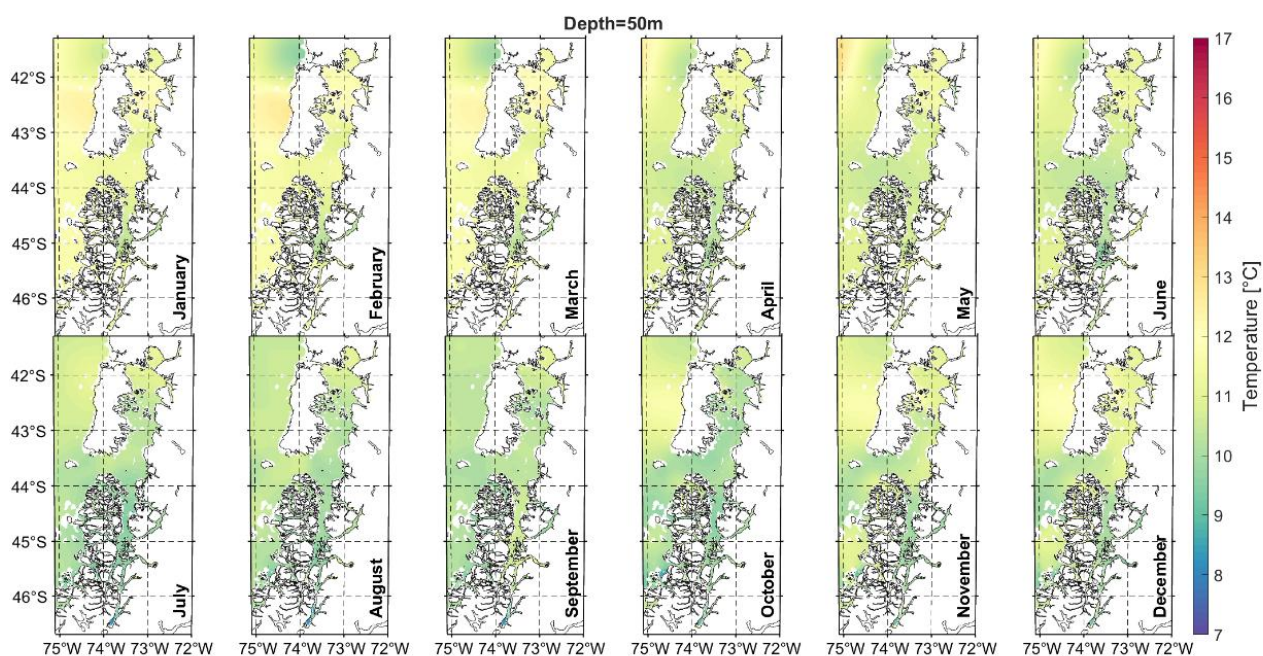 Depth=50m
42°S
43°S
44°S
45°S
46°S
January
February
March
April
May
June
42°S
43°S
44°S
45°S
46°S
July
August
September
October
November
December
75°W 74°W 73°W 72°W
75°W 74°W 73°W 72°W
75°W 74°W 73°W 72°W
75°W 74°W 73°W 72°W
75°W 74°W 73°W 72°W
75°W 74°W 73°W 72°W
17
16
15
14
13
12
11
10
9
8
7
Temperature [°C]